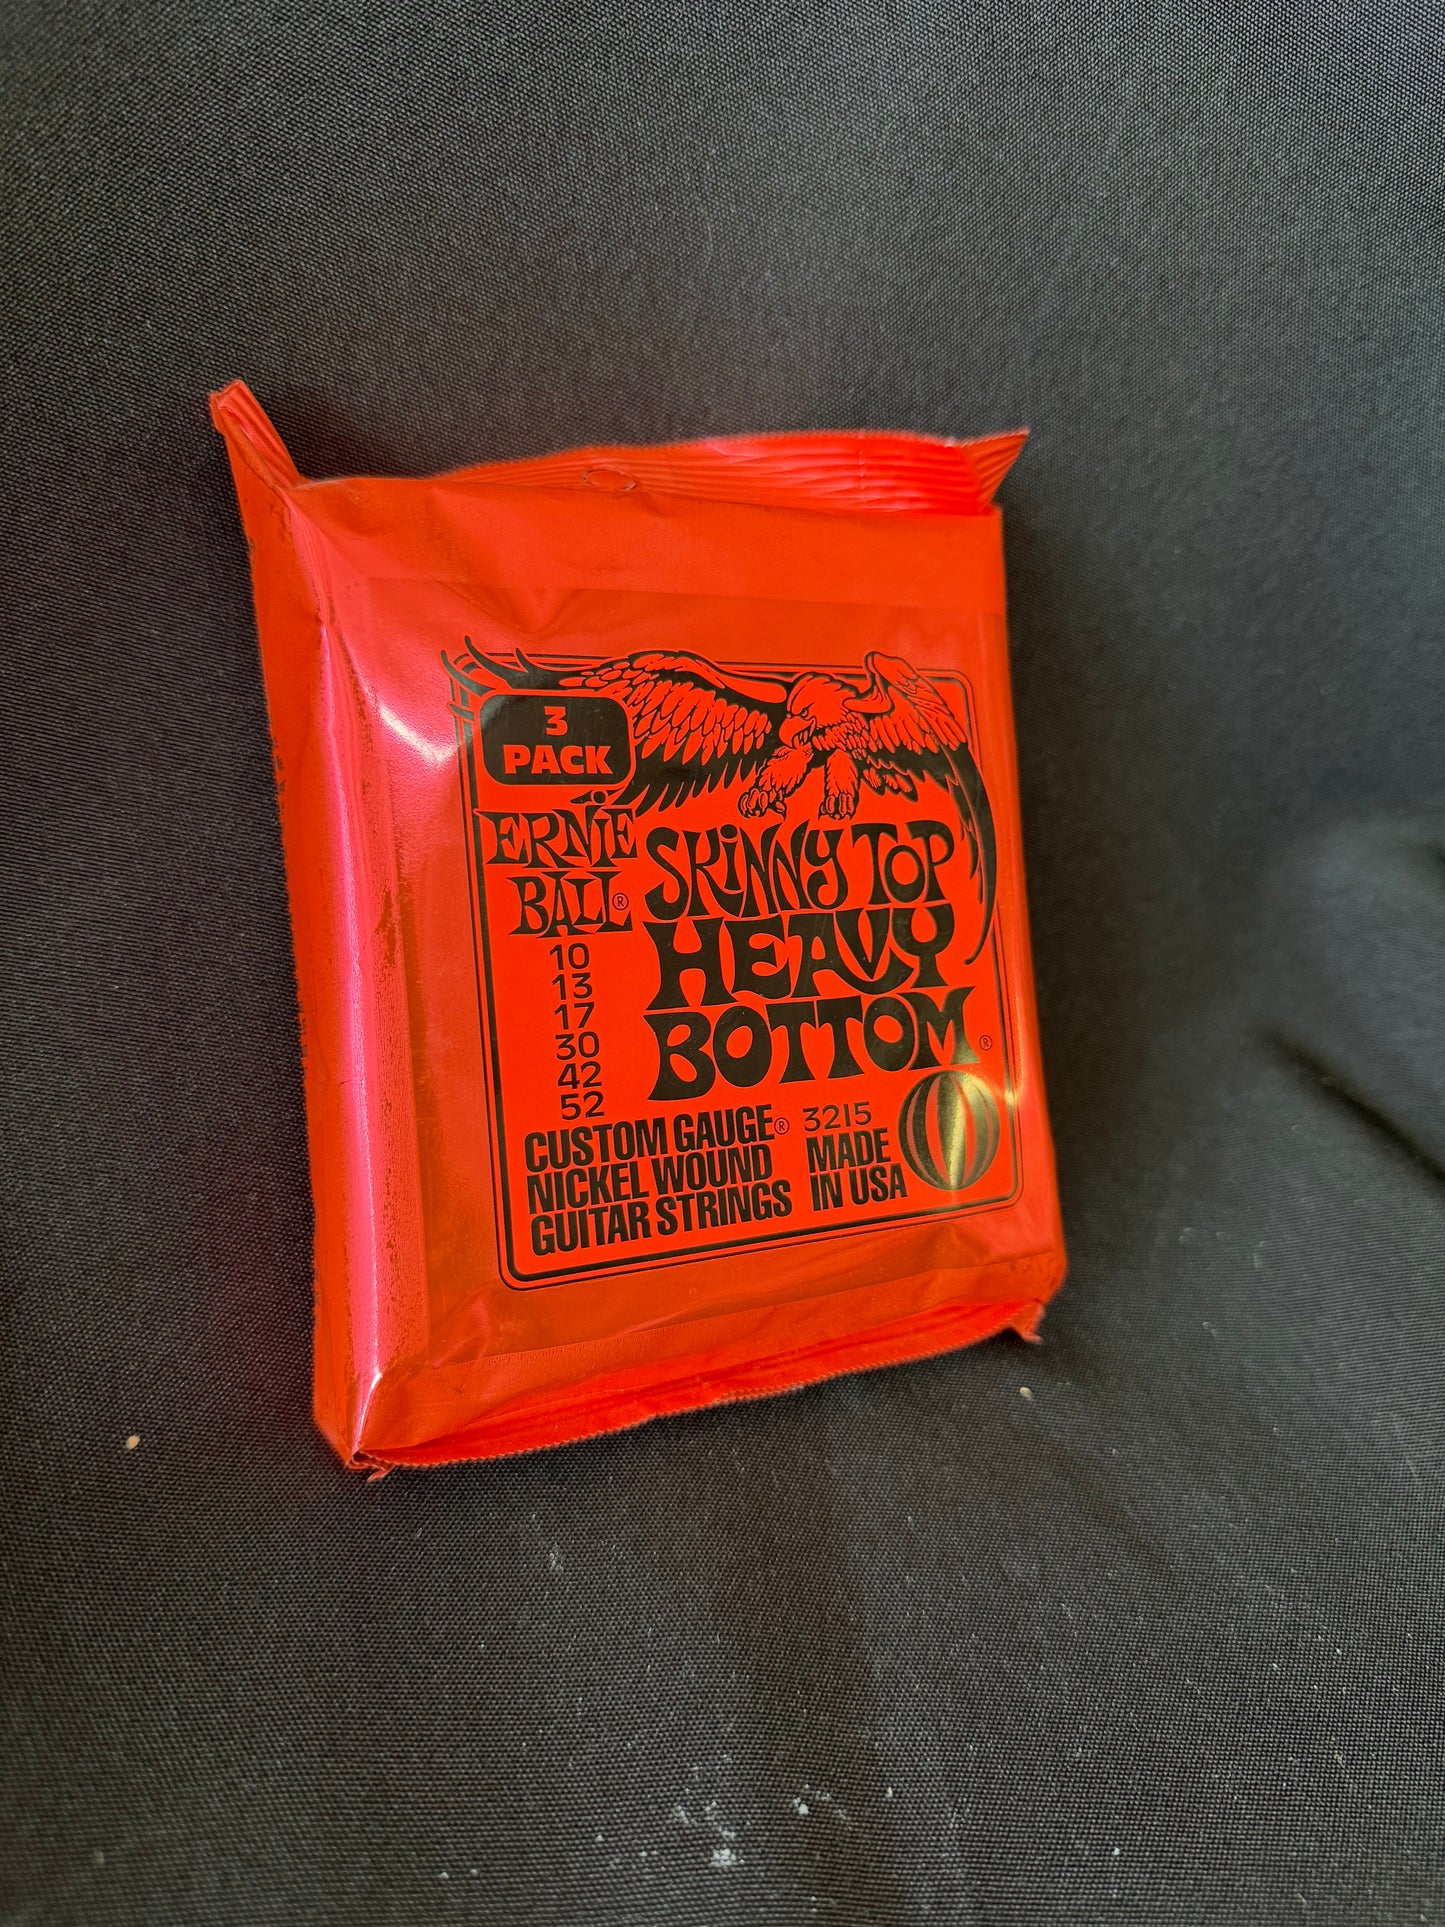 3
PACK
ERNIE
BALL®
10
13
17
30
42
52
SKINNY TOP
HEAVY
BOTTOM®
CUSTOM GAUGE®
NICKEL WOUND
GUITAR STRINGS
3215
MADE
IN USA